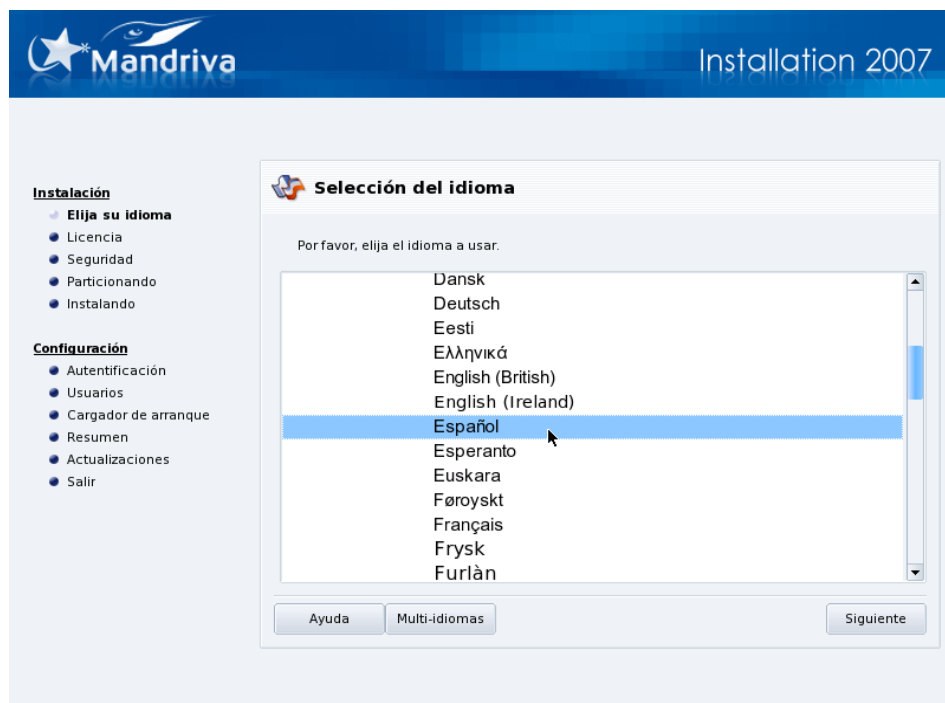 Mandriva
Installation 2007
Instalación
Elija su idioma
Licencia
Seguridad
Particionando
Instalando
Configuración
Autentificación
Usuarios
Cargador de arranque
Resumen
Actualizaciones
Salir
Selección del idioma
Por favor, elija el idioma a usar.
Dansk
Deutsch
Eesti
Ελληνικά
English (British)
English (Ireland)
Español
Esperanto
Euskara
Føroyskt
Français
Frysk
Furlàn
Ayuda
Multi-idiomas
Siguiente